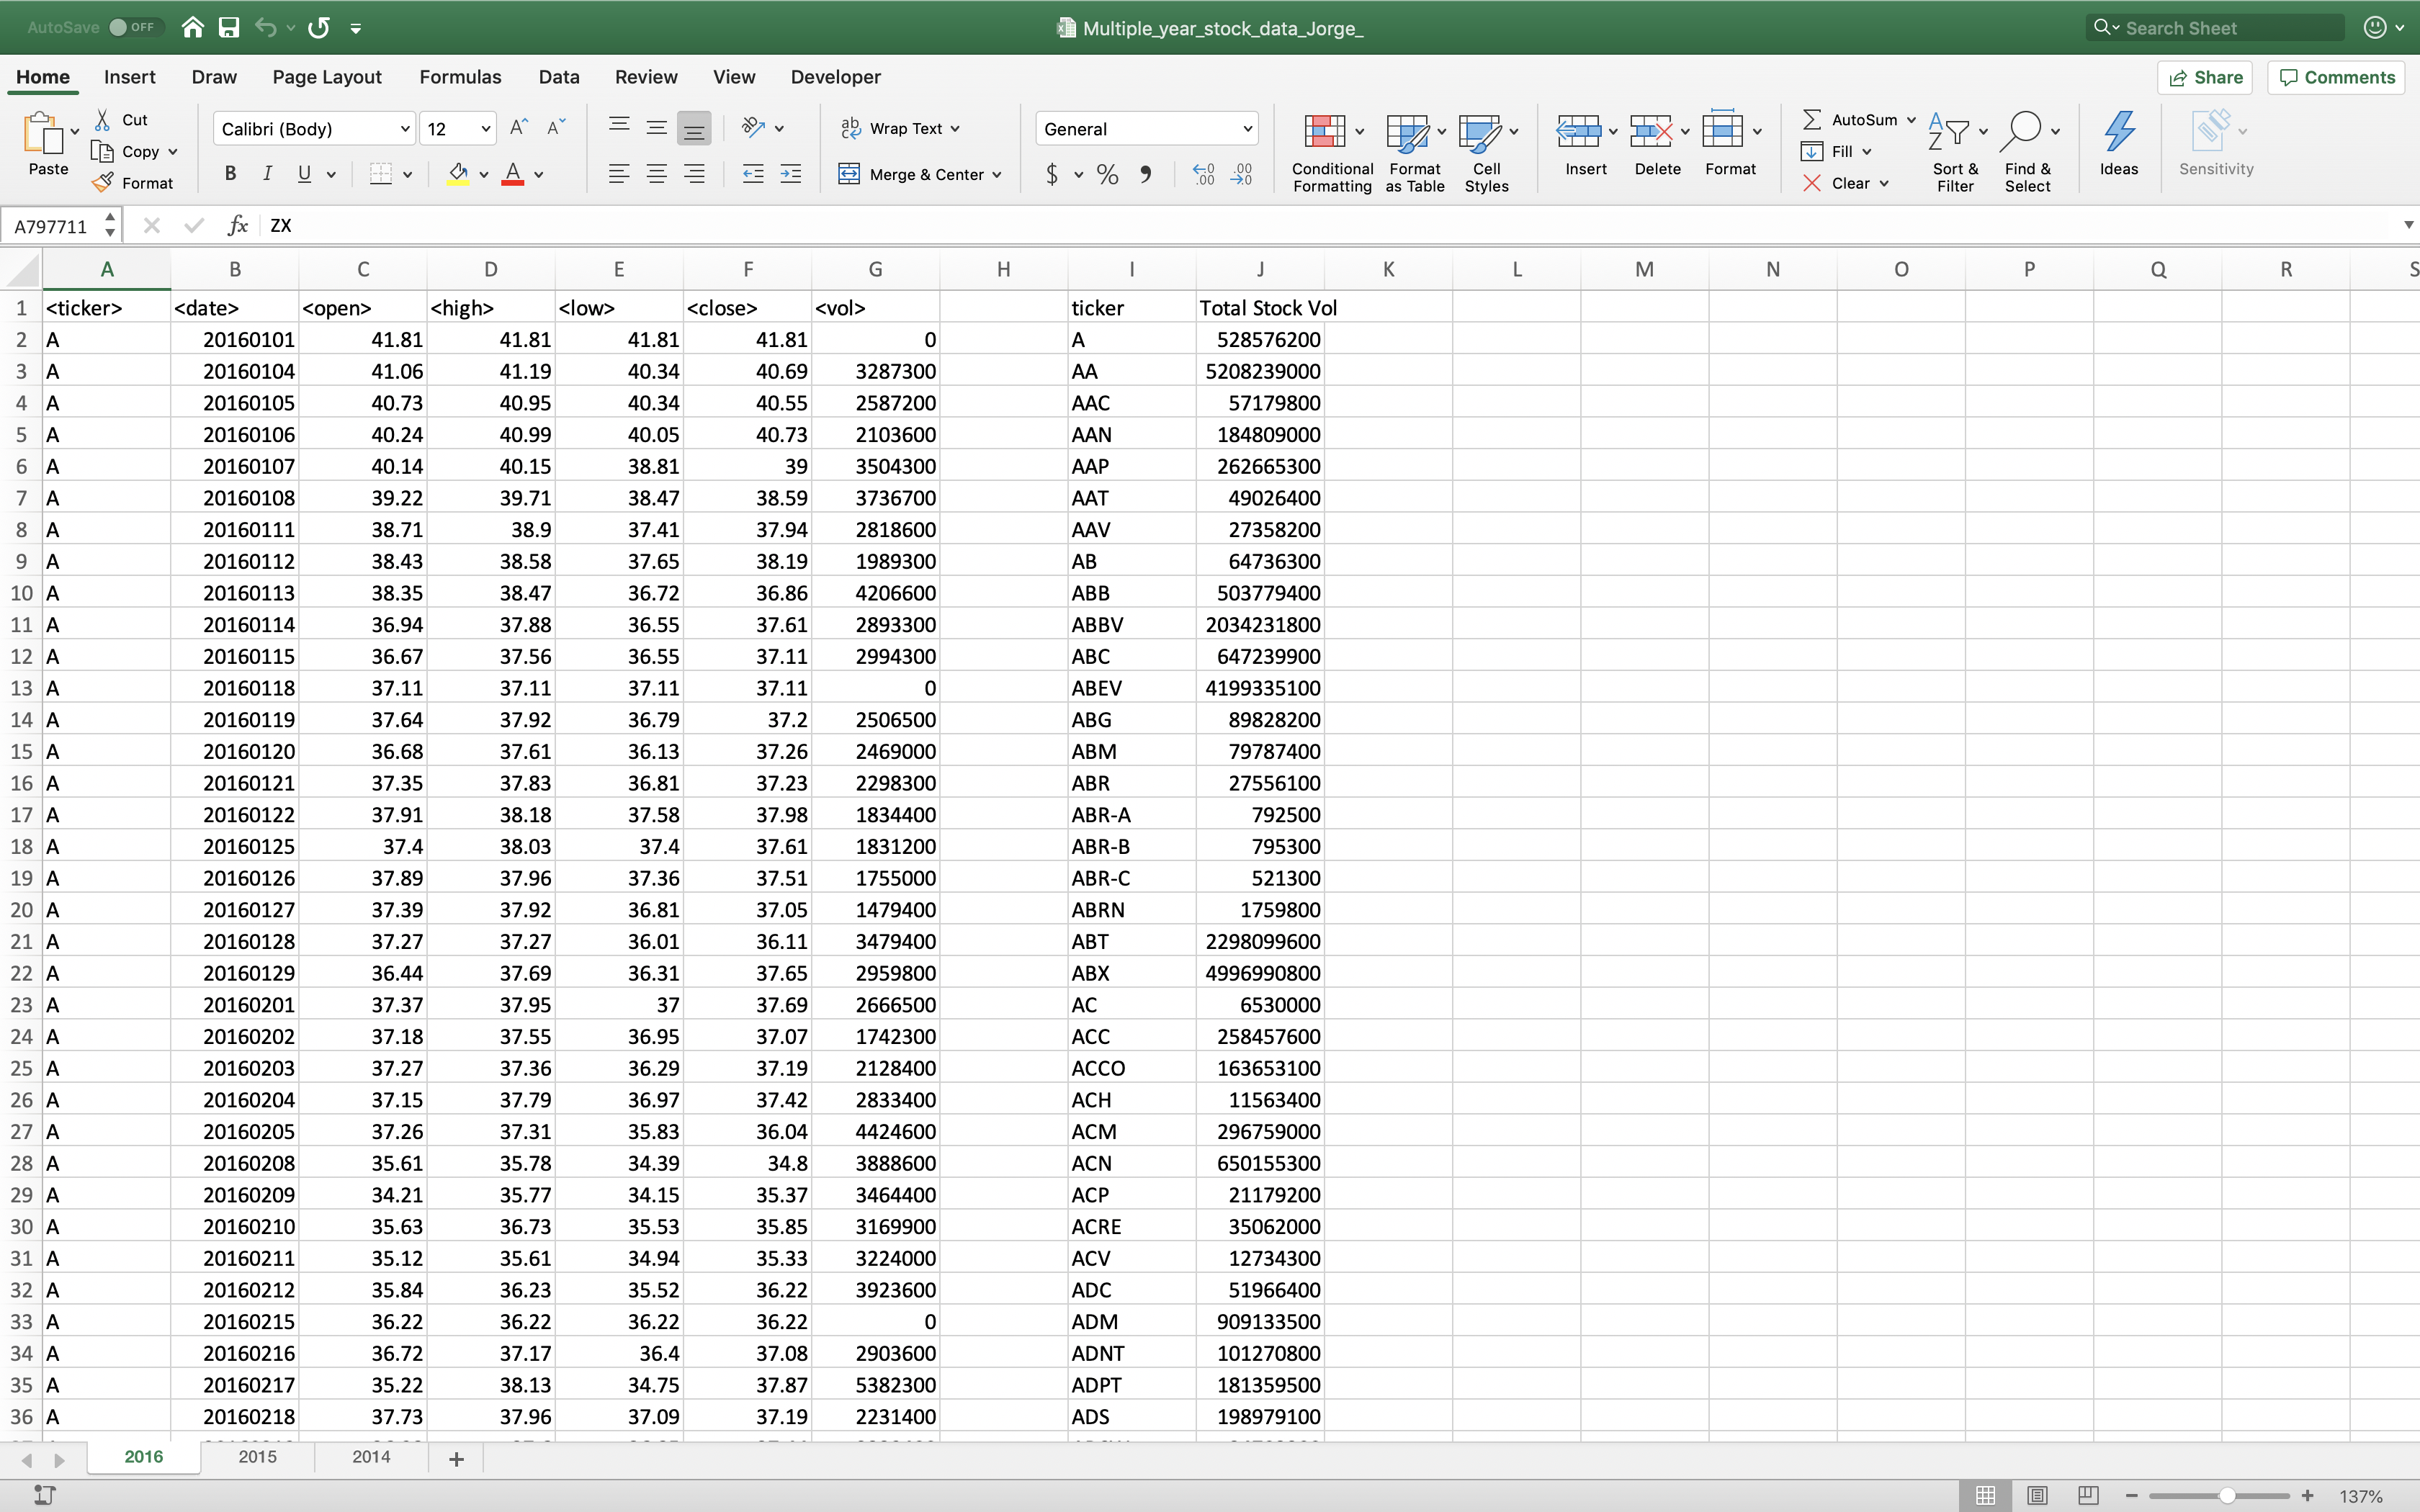 AutoSave OFF Multiple_year_stock_data_Jorge_ Search Sheet
Home Insert Draw Page Layout Formulas Data Review View Developer Share Comments
Paste Cut Copy Format
Calibri (Body) 12 B I U A
ab Wrap Text
Merge & Center
General $ % .00
Conditional Formatting Format as Table Cell Styles Insert Delete Format
AutoSum Fill Clear Sort & Filter Find & Select Ideas Sensitivity
A797711 fx ZX
A B C D E F G H I J K L M N O P Q R S
1 <ticker> <date> <open> <high> <low> <close> <vol> ticker Total Stock Vol
2 A 20160101 41.81 41.81 41.81 41.81 0 A 528576200
3 A 20160104 41.06 41.19 40.34 40.69 3287300 AA 5208239000
4 A 20160105 40.73 40.95 40.34 40.55 2587200 AAC 57179800
5 A 20160106 40.24 40.99 40.05 40.73 2103600 AAN 184809000
6 A 20160107 40.14 40.15 38.81 39 3504300 AAP 262665300
7 A 20160108 39.22 39.71 38.47 38.59 3736700 AAT 49026400
8 A 20160111 38.71 38.9 37.41 37.94 2818600 AAV 27358200
9 A 20160112 38.43 38.58 37.65 38.19 1989300 AB 64736300
10 A 20160113 38.35 38.47 36.72 36.86 4206600 ABB 503779400
11 A 20160114 36.94 37.88 36.55 37.61 2893300 ABBV 2034231800
12 A 20160115 36.67 37.56 36.55 37.11 2994300 ABC 647239900
13 A 20160118 37.11 37.11 37.11 37.11 0 ABEV 4199335100
14 A 20160119 37.64 37.92 36.79 37.2 2506500 ABG 89828200
15 A 20160120 36.68 37.61 36.13 37.26 2469000 ABM 79787400
16 A 20160121 37.35 37.83 36.81 37.23 2298300 ABR 27556100
17 A 20160122 37.91 38.18 37.58 37.98 1834400 ABR-A 792500
18 A 20160125 37.4 38.03 37.4 37.61 1831200 ABR-B 795300
19 A 20160126 37.89 37.96 37.36 37.51 1755000 ABR-C 521300
20 A 20160127 37.39 37.92 36.81 37.05 1479400 ABRN 1759800
21 A 20160128 37.27 37.27 36.01 36.11 3479400 ABT 2298099600
22 A 20160129 36.44 37.69 36.31 37.65 2959800 ABX 4996990800
23 A 20160201 37.37 37.95 37 37.69 2666500 AC 6530000
24 A 20160202 37.18 37.55 36.95 37.07 1742300 ACC 258457600
25 A 20160203 37.27 37.36 36.29 37.19 2128400 ACCO 163653100
26 A 20160204 37.15 37.79 36.97 37.42 2833400 ACH 11563400
27 A 20160205 37.26 37.31 35.83 36.04 4424600 ACM 296759000
28 A 20160208 35.61 35.78 34.39 34.8 3888600 ACN 650155300
29 A 20160209 34.21 35.77 34.15 35.37 3464400 ACP 21179200
30 A 20160210 35.63 36.73 35.53 35.85 3169900 ACRE 35062000
31 A 20160211 35.12 35.61 34.94 35.33 3224000 ACV 12734300
32 A 20160212 35.84 36.23 35.52 36.22 3923600 ADC 51966400
33 A 20160215 36.22 36.22 36.22 36.22 0 ADM 909133500
34 A 20160216 36.72 37.17 36.4 37.08 2903600 ADNT 101270800
35 A 20160217 35.22 38.13 34.75 37.87 5382300 ADPT 181359500
36 A 20160218 37.73 37.96 37.09 37.19 2231400 ADS 198979100
2016 2015 2014 +
137%